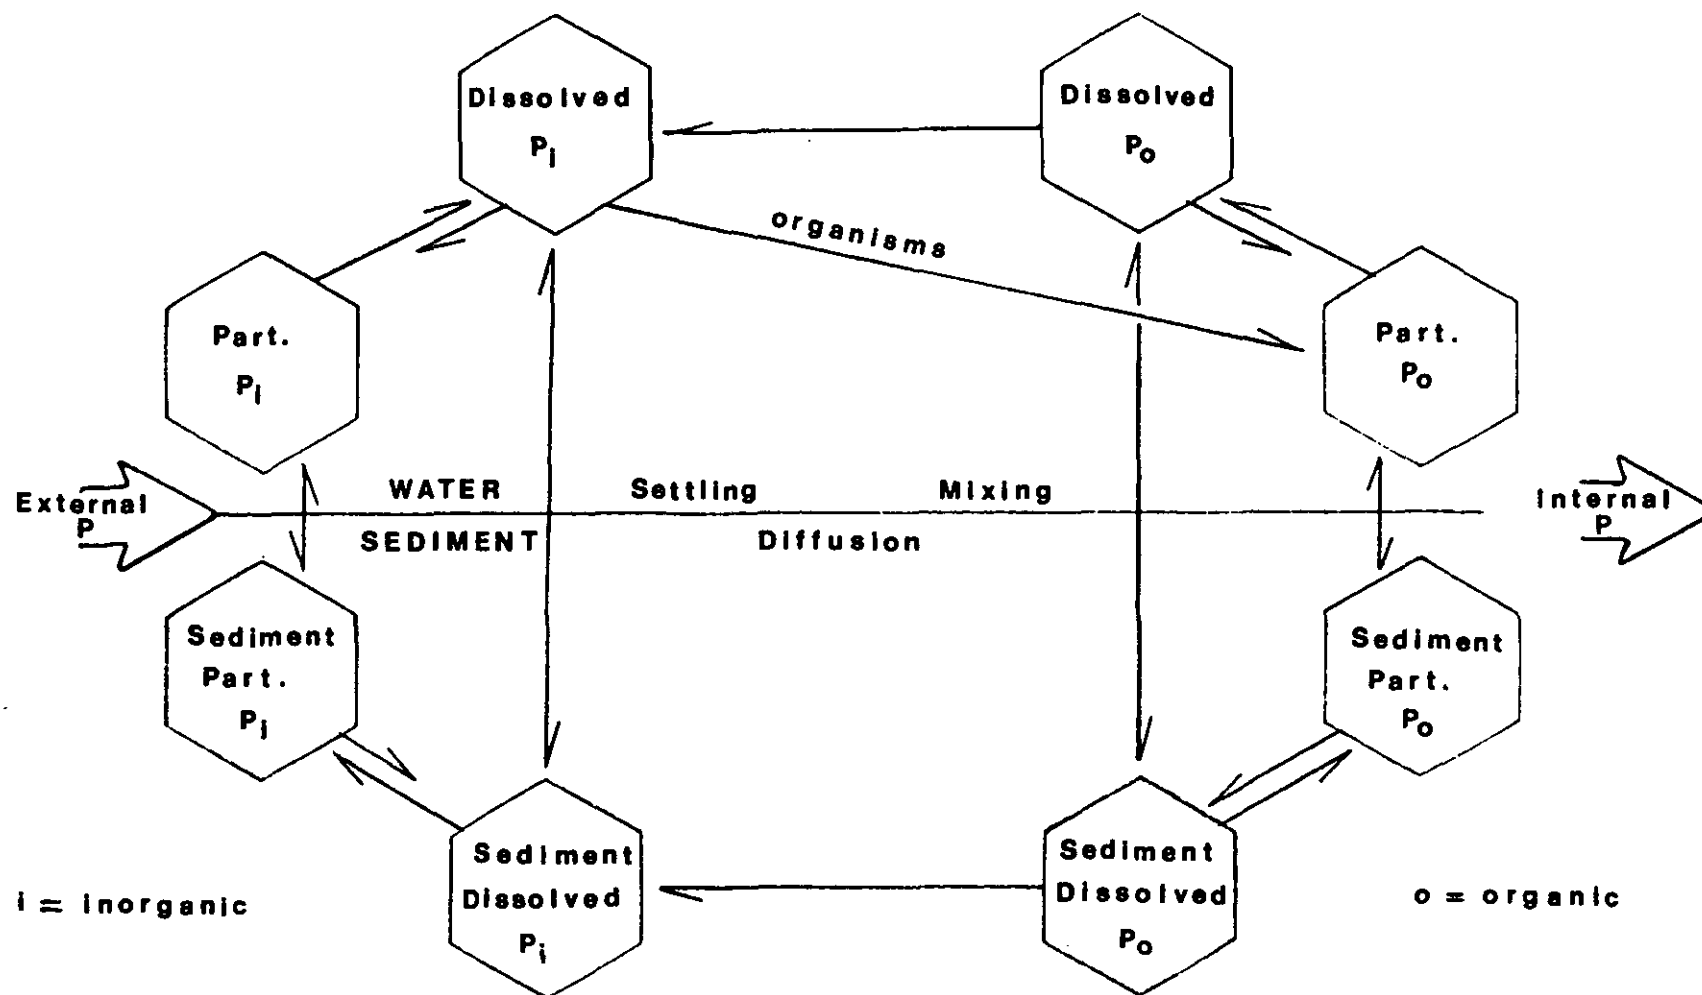 Dissolved
Pi
Dissolved
Po
organisms
Part.
Pi
Part.
Po
External
P
WATER
Settling
Mixing
Internal
P
SEDIMENT
Diffusion
Sediment
Part.
Pi
Sediment
Part.
Po
Sediment
Dissolved
Pi
Sediment
Dissolved
Po
i = inorganic
o = organic